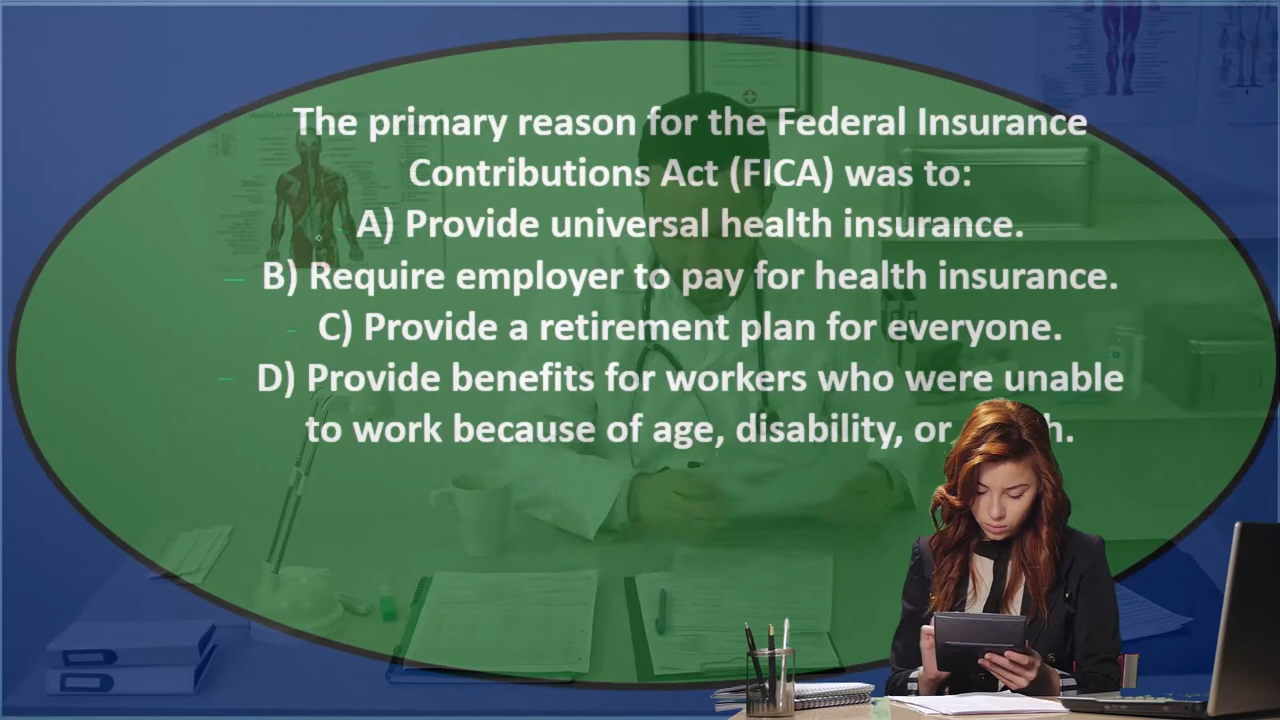 The primary reason for the Federal Insurance
Contributions Act (FICA) was to:
A) Provide universal health insurance.
B) Require employer to pay for health insurance.
C) Provide a retirement plan for everyone.
D) Provide benefits for workers who were unable
to work because of age, disability, or